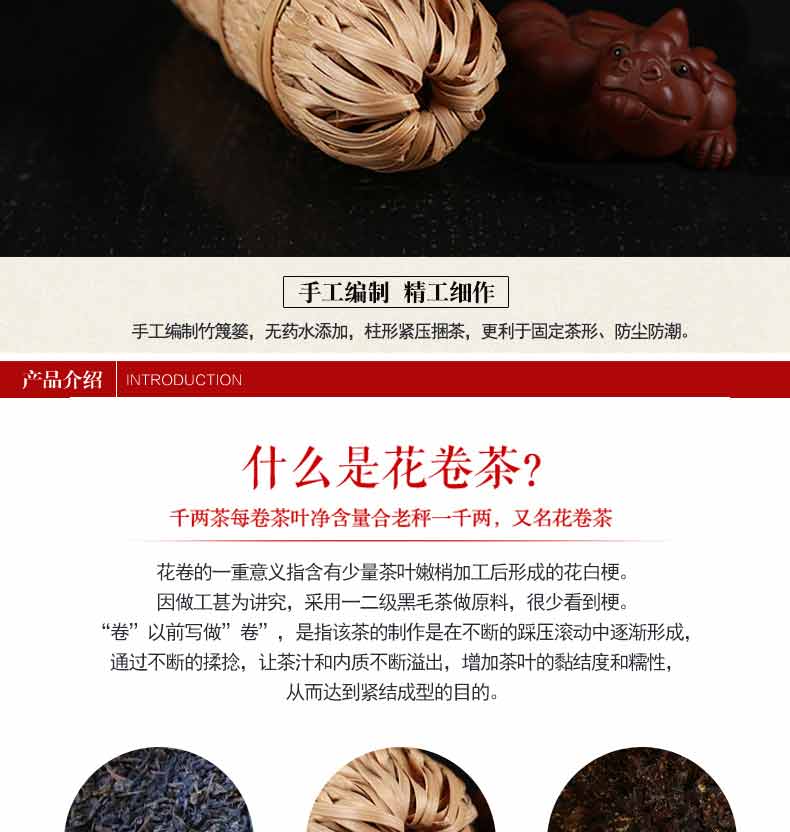 手工编制 精工细作
手工编制竹篾篓，无药水添加，柱形紧压捆茶，更利于固定茶形、防尘防潮。
产品介绍 INTRODUCTION
什么是花卷茶?
千两茶每卷茶叶净含量合老秤一千两，又名花卷茶
花卷的一重意义指含有少量茶叶嫩梢加工后形成的花白梗。
因做工甚为讲究，采用一二级黑毛茶做原料，很少看到梗。
“卷”以前写做”卷”，是指该茶的制作是在不断的踩压滚动中逐渐形成，
通过不断的揉捻，让茶汁和内质不断溢出，增加茶叶的黏结度和糯性，
从而达到紧结成型的目的。